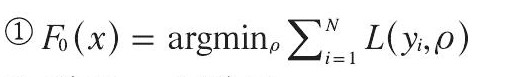 ① F₀(x) = argmin_ρ ∑_{i=1}^{N} L(y_i,ρ)